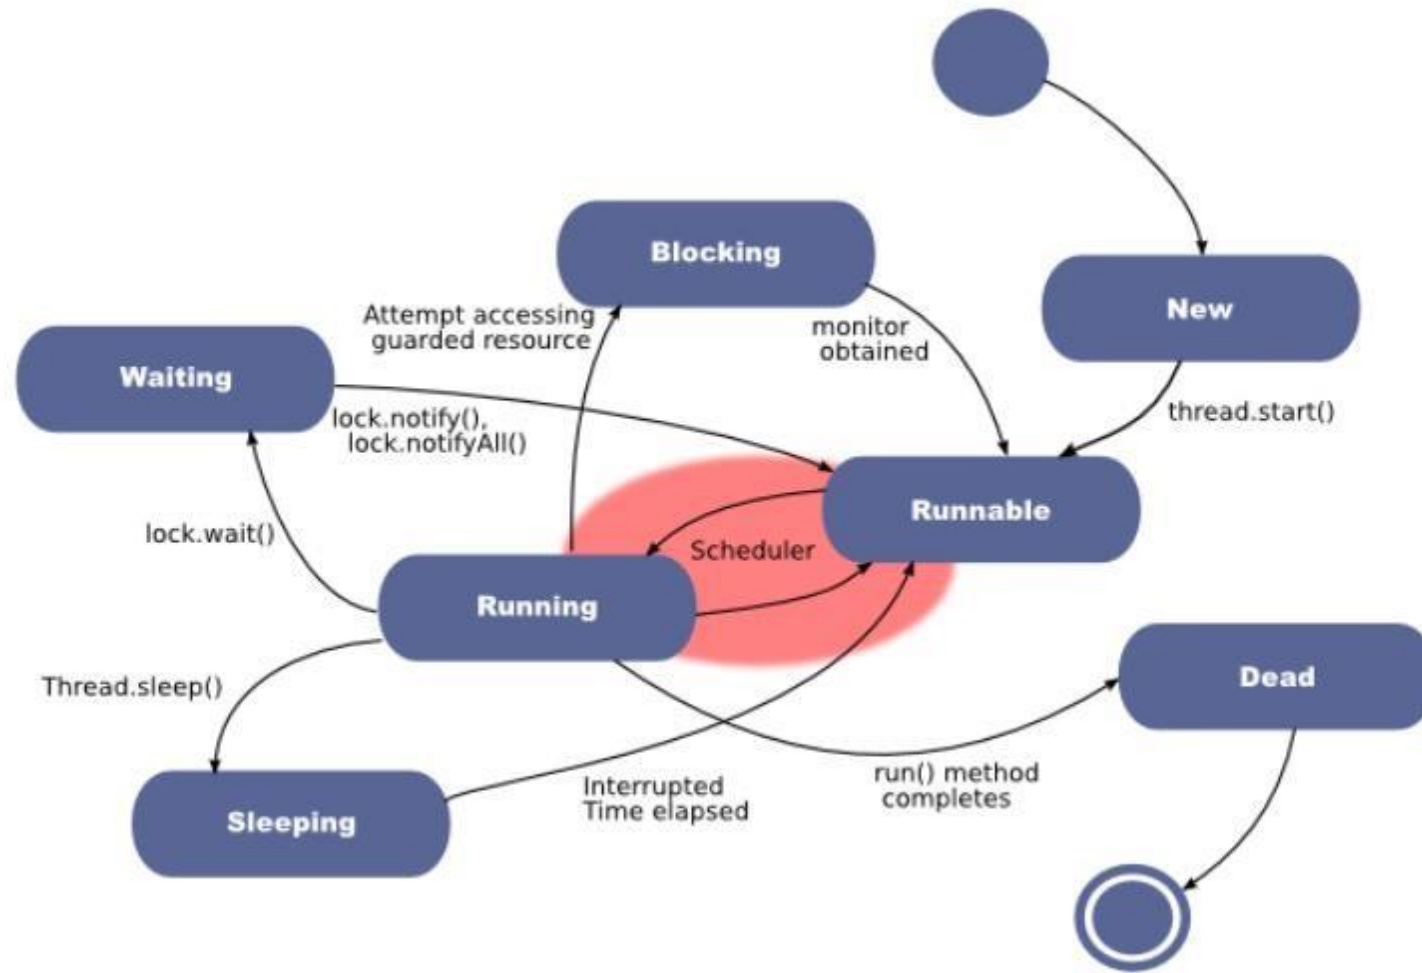 Blocking
New
Attempt accessing
guarded resource
monitor
obtained
Waiting
lock.notify(),
lock.notifyAll()
thread.start()
Runnable
lock.wait()
Scheduler
Running
Dead
Thread.sleep()
Interrupted
Time elapsed
run() method
completes
Sleeping